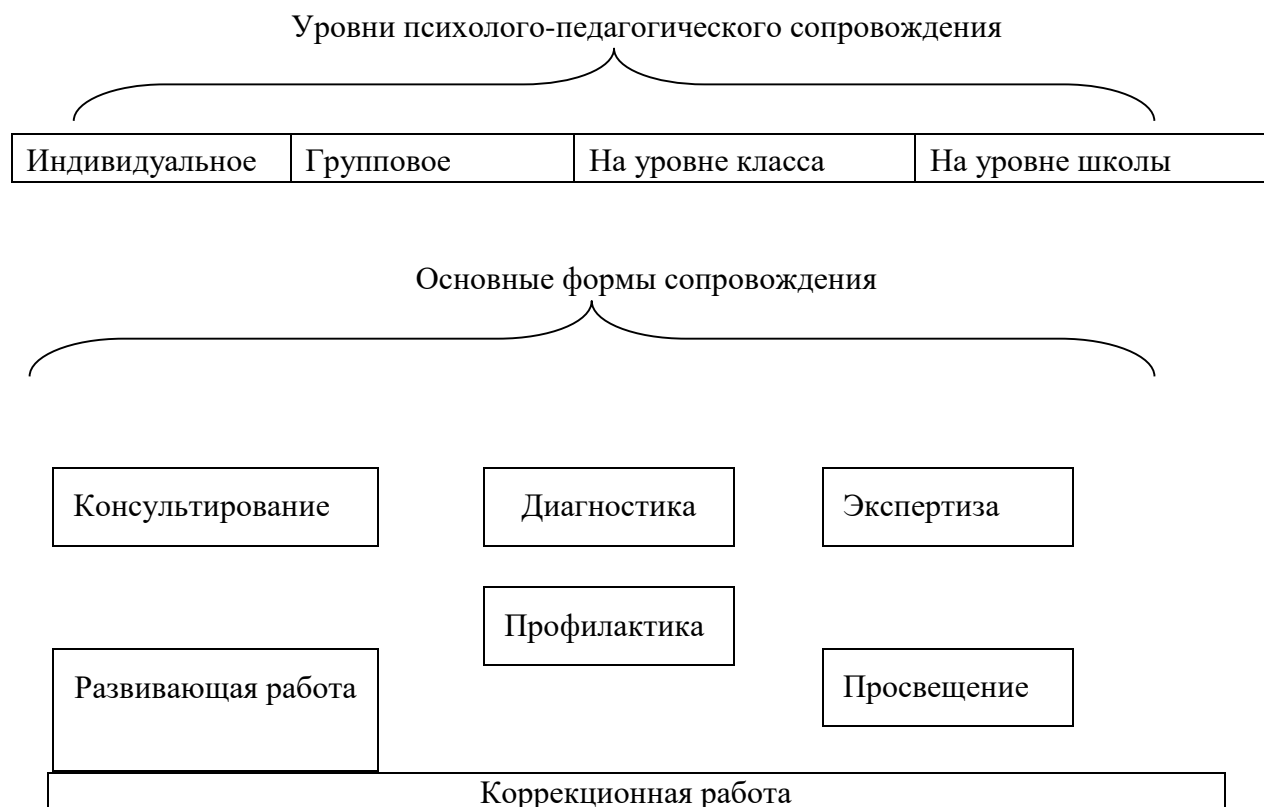 Уровни психолого-педагогического сопровождения
Индивидуальное Групповое На уровне класса На уровне школы
Основные формы сопровождения
Консультирование Диагностика Экспертиза
Профилактика
Развивающая работа Просвещение
Коррекционная работа